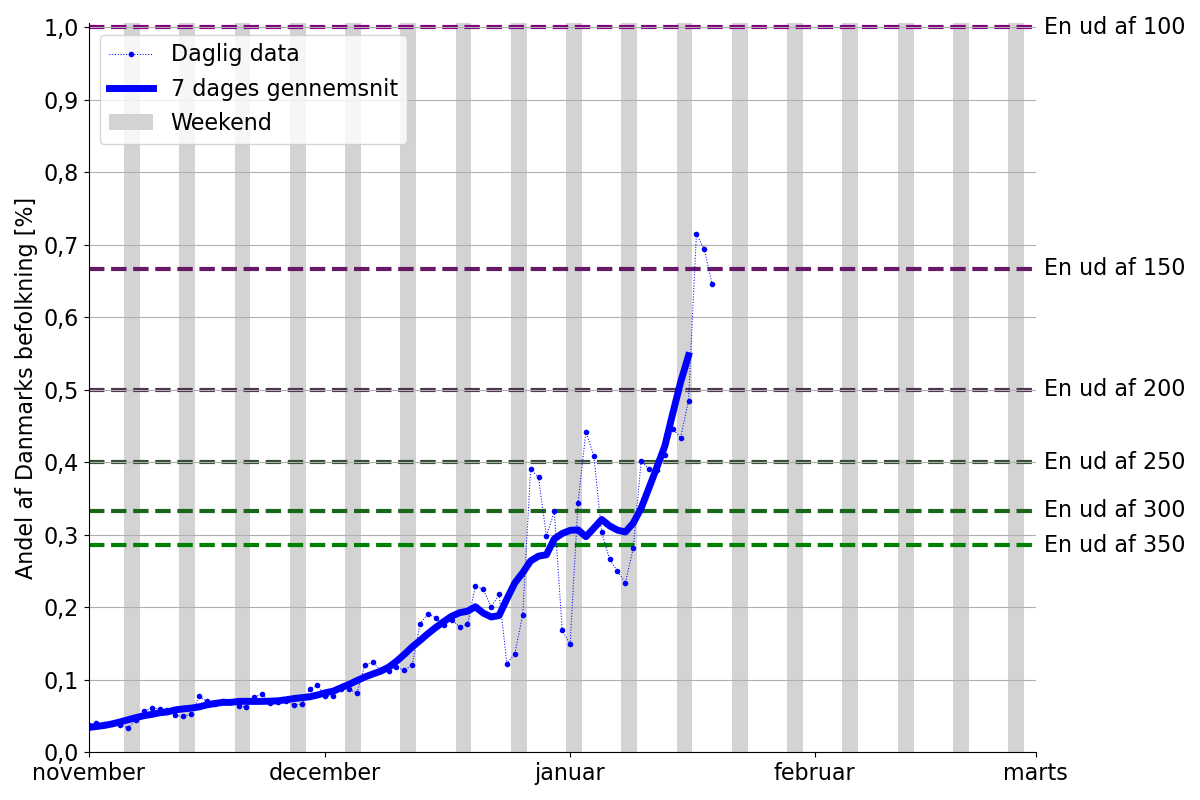 1,0
0,9
0,8
0,7
0,6
0,5
0,4
0,3
0,2
0,1
0,0
Andel af Danmarks befolkning [%]
Daglig data
7 dages gennemsnit
Weekend
En ud af 100
En ud af 150
En ud af 200
En ud af 250
En ud af 300
En ud af 350
november
december
januar
februar
marts